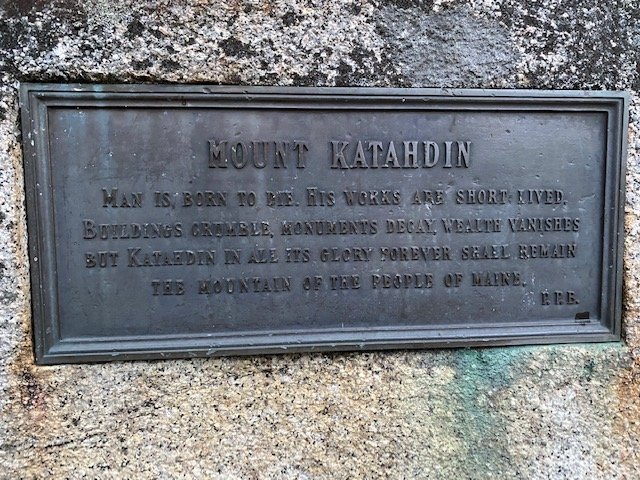 MOUNT KATAHDIN
MAN IS BORN TO DIE. HIS WORKS ARE SHORT LIVED.
BUILDINGS CRUMBLE, MONUMENTS DECAY, WEALTH VANISHES
BUT KATAHDIN IN ALL ITS GLORY FOREVER SHALL REMAIN
THE MOUNTAIN OF THE PEOPLE OF MAINE.
P.P.B.